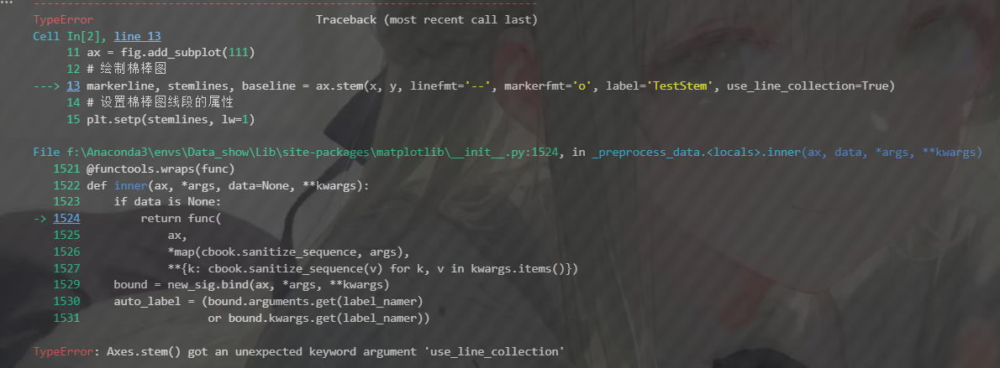 ---------------------------------------------------------------------------
TypeError                                 Traceback (most recent call last)
Cell In[2], line 13
     11 ax = fig.add_subplot(111)
     12 # 绘制棉棒图
---> 13 markerline, stemlines, baseline = ax.stem(x, y, linefmt='--', markerfmt='o', label='TestStem', use_line_collection=True)
     14 # 设置棉棒图线段的属性
     15 plt.setp(stemlines, lw=1)
File f:\Anaconda3\envs\Data_show\Lib\site-packages\matplotlib\__init__.py:1524, in _preprocess_data.<locals>.inner(ax, data, *args, **kwargs)
   1521 @functools.wraps(func)
   1522 def inner(ax, *args, data=None, **kwargs):
   1523     if data is None:
-> 1524         return func(
   1525             ax,
   1526             *map(cbook.sanitize_sequence, args),
   1527             **{k: cbook.sanitize_sequence(v) for k, v in kwargs.items()})
   1529     bound = new_sig.bind(ax, *args, **kwargs)
   1530     auto_label = (bound.arguments.get(label_namer)
   1531                   or bound.kwargs.get(label_namer))
TypeError: Axes.stem() got an unexpected keyword argument 'use_line_collection'